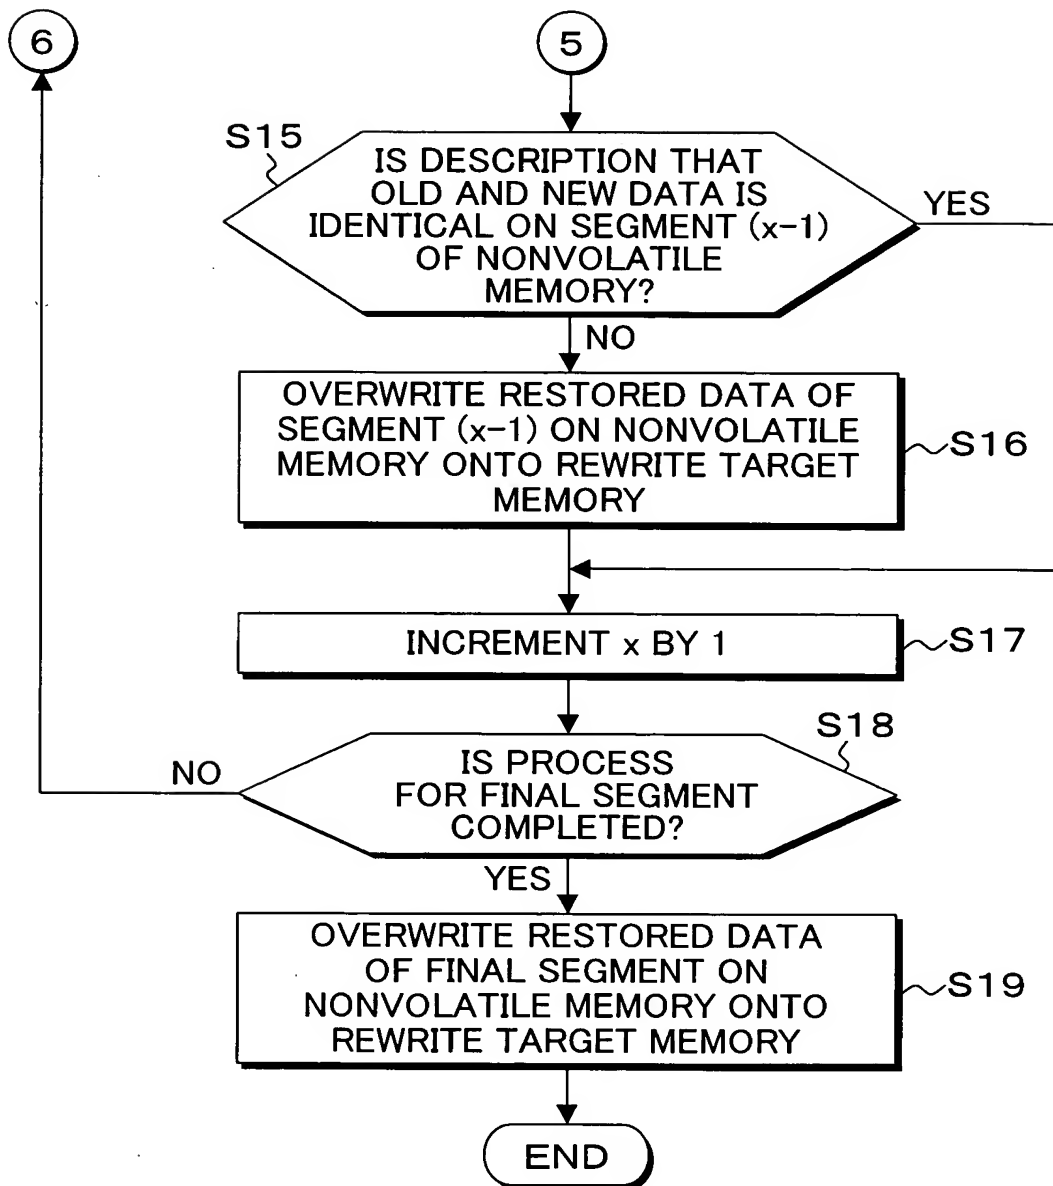 6
5
S15
IS DESCRIPTION THAT
OLD AND NEW DATA IS
IDENTICAL ON SEGMENT (x-1)
OF NONVOLATILE
MEMORY?
YES
NO
OVERWRITE RESTORED DATA OF
SEGMENT (x-1) ON NONVOLATILE
MEMORY ONTO REWRITE TARGET
MEMORY
S16
INCREMENT x BY 1
S17
S18
IS PROCESS
FOR FINAL SEGMENT
COMPLETED?
NO
YES
OVERWRITE RESTORED DATA
OF FINAL SEGMENT ON
NONVOLATILE MEMORY ONTO
REWRITE TARGET MEMORY
S19
END